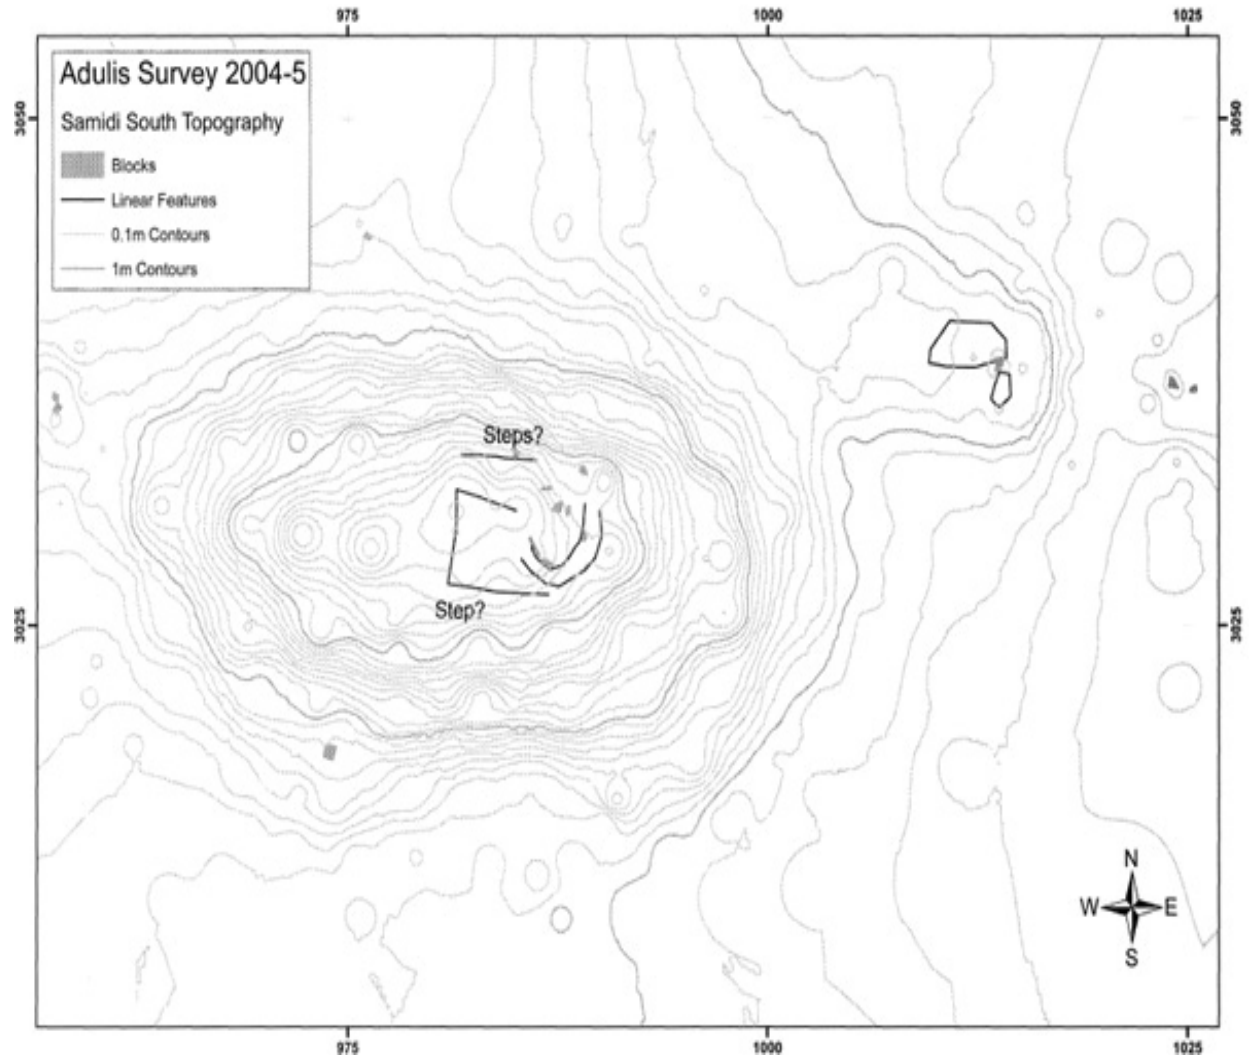 975 1000 1025
Adulis Survey 2004-5
Samidi South Topography
Blocks
Linear Features
0.1m Contours
1m Contours
3050 3050
Steps?
Step?
3025 3025
N
W E
S
975 1000 1025